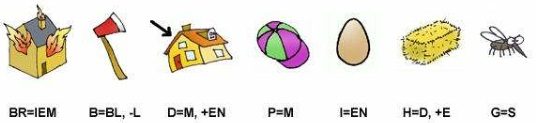 BR=IEM B=BL, -L D=M, +EN P=M I=EN H=D, +E G=S